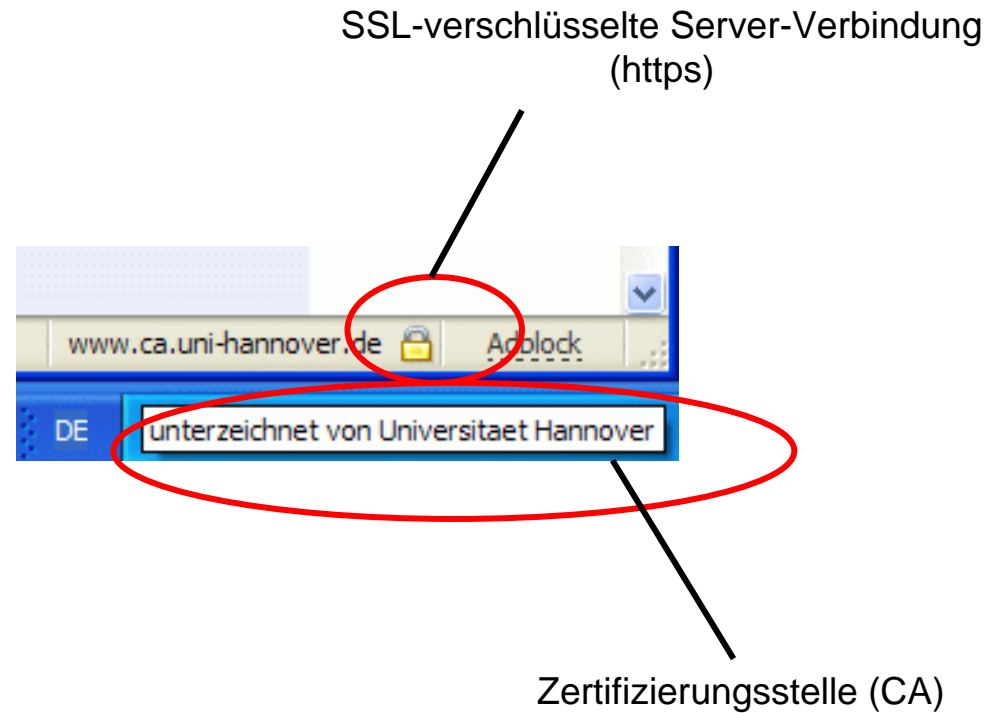 SSL-verschlüsselte Server-Verbindung
(https)
www.ca.uni-hannover.de
Adblock
DE
unterzeichnet von Universitaet Hannover
Zertifizierungsstelle (CA)